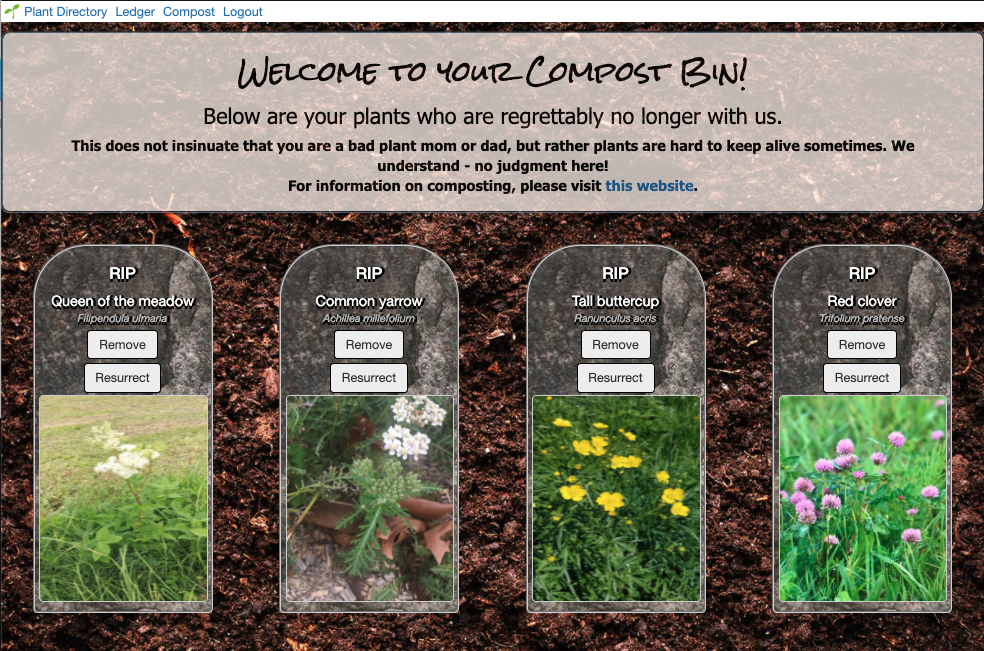 Plant Directory Ledger Compost Logout
Welcome to your Compost Bin!
Below are your plants who are regrettably no longer with us.
This does not insinuate that you are a bad plant mom or dad, but rather plants are hard to keep alive sometimes. We
understand - no judgment here!
For information on composting, please visit this website.
RIP
Queen of the meadow
Filipendula ulmaria
Remove
Resurrect
RIP
Common yarrow
Achillea millefolium
Remove
Resurrect
RIP
Tall buttercup
Ranunculus acris
Remove
Resurrect
RIP
Red clover
Trifolium pratense
Remove
Resurrect